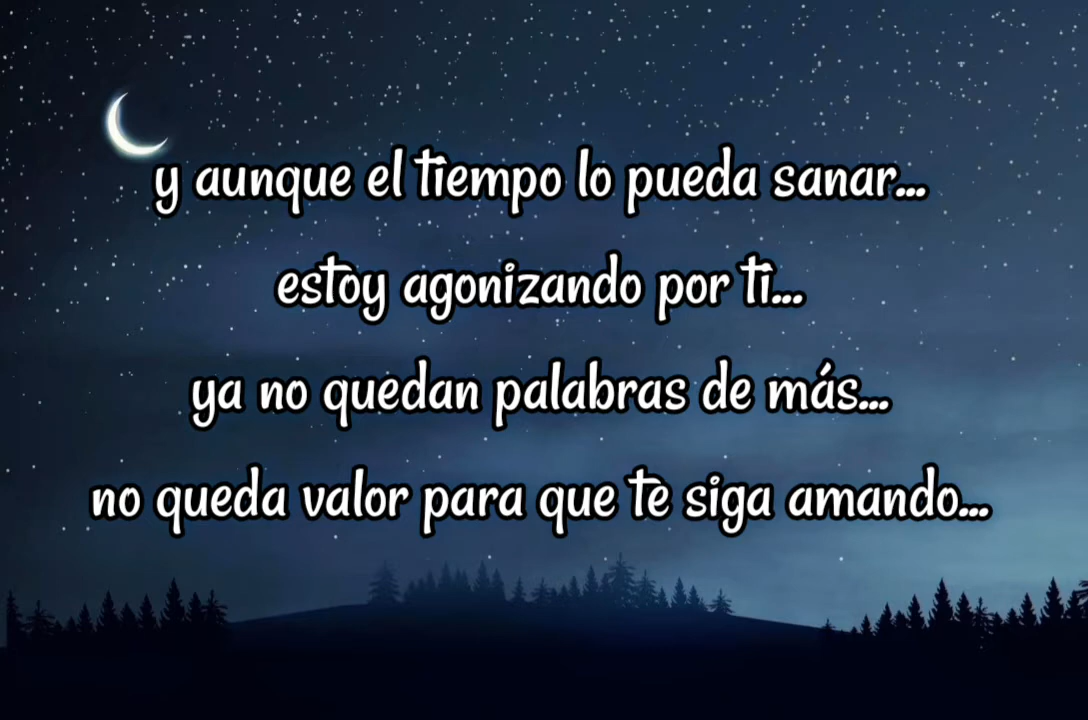 y aunque el tiempo lo pueda sanar...
estoy agonizando por ti...
ya no quedan palabras de más...
no queda valor para que te siga amando...